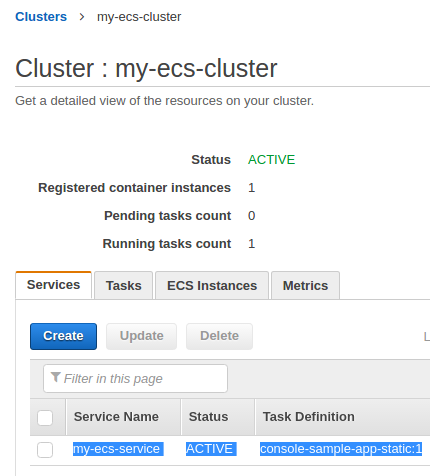 Clusters > my-ecs-cluster
Cluster : my-ecs-cluster
Get a detailed view of the resources on your cluster.
Status ACTIVE
Registered container instances 1
Pending tasks count 0
Running tasks count 1
Services Tasks ECS Instances Metrics
Create Update Delete L
Filter in this page
Service Name Status Task Definition
my-ecs-service ACTIVE console-sample-app-static:1